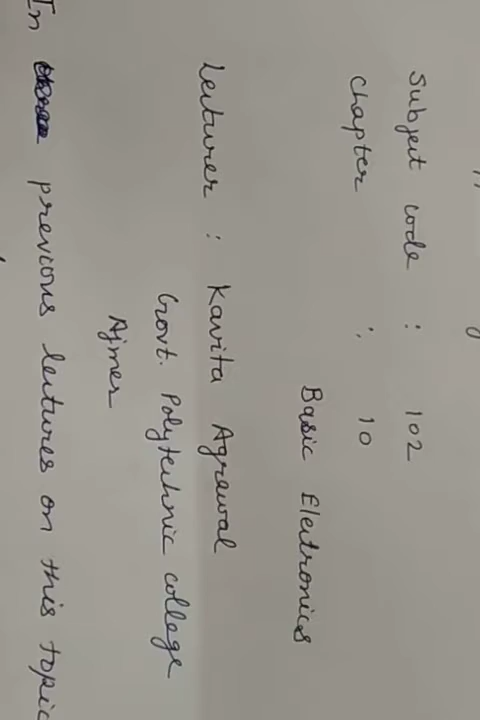 Subject code : 102
Chapter : 10
Basic Electronics
Lecturer : Kavita Agrawal
Govt. Polytechnic college
Ajmer
In previous lectures on this topic